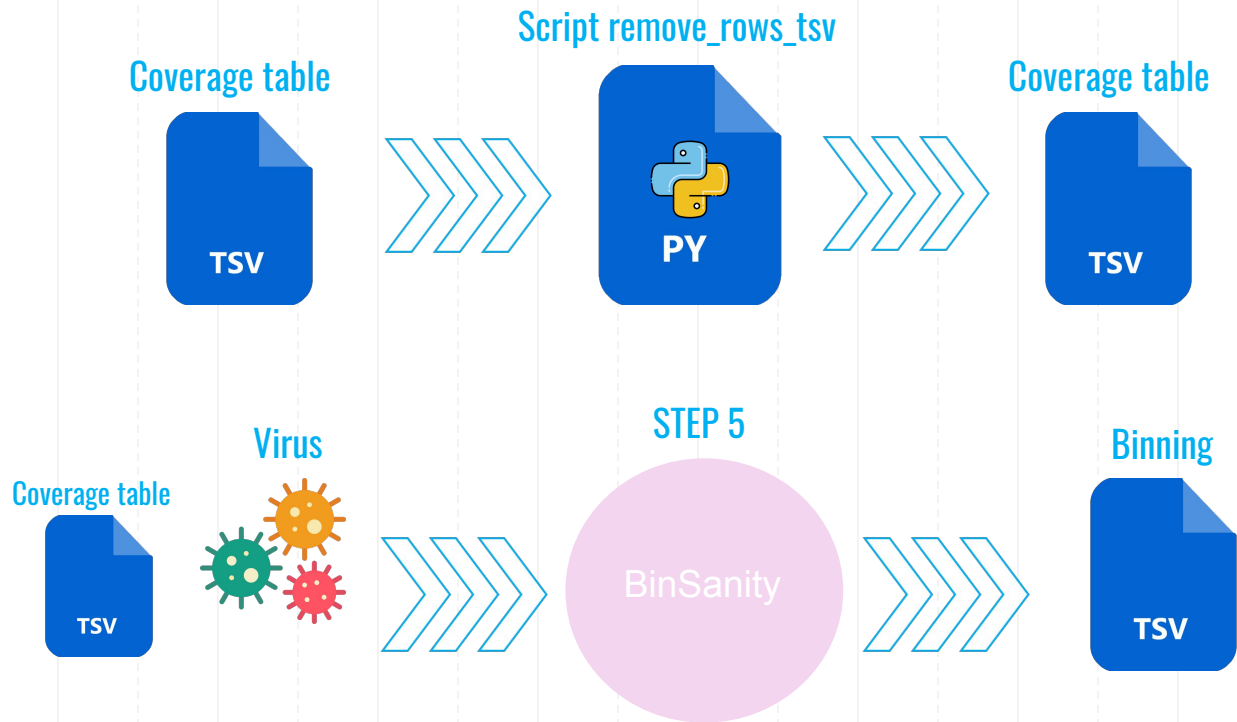 Script remove_rows_tsv
Coverage table
Coverage table
TSV
PY
TSV
STEP 5
Virus
Binning
Coverage table
BinSanity
TSV
TSV